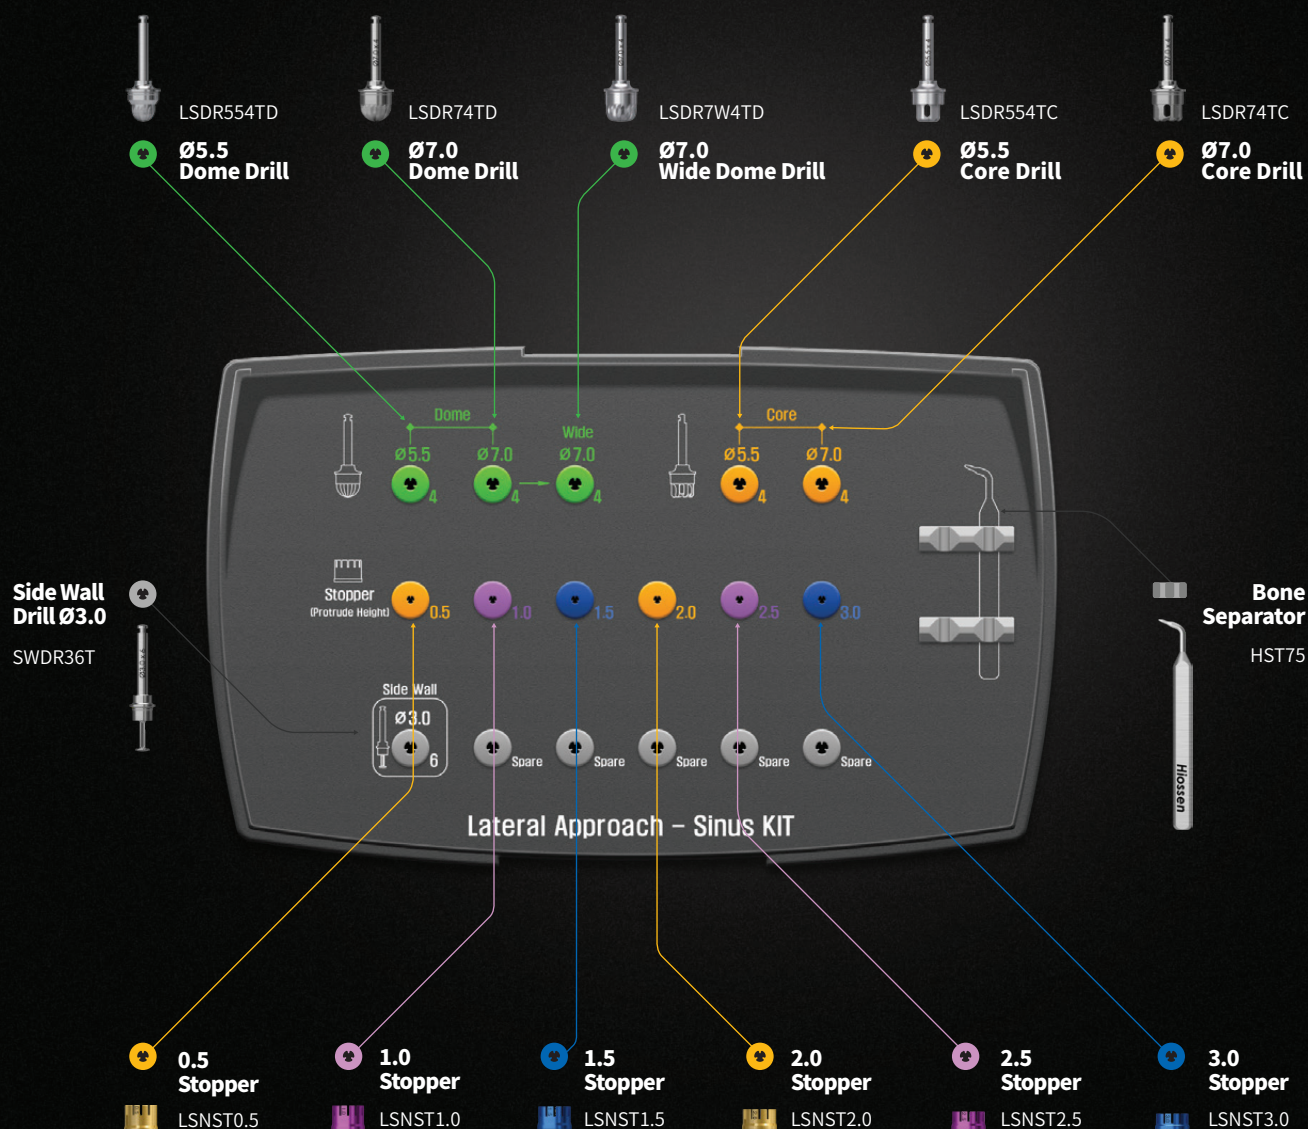 LSDR554TD
Ø5.5
Dome Drill
LSDR74TD
Ø7.0
Dome Drill
LSDR7W4TD
Ø7.0
Wide Dome Drill
LSDR554TC
Ø5.5
Core Drill
LSDR74TC
Ø7.0
Core Drill
Dome
Wide
Core
Ø5.5
Ø7.0
Ø7.0
Ø5.5
Ø7.0
4
4
4
4
4
Stopper
(Protrude Height)
0.5
1.0
1.5
2.0
2.5
3.0
Side Wall
Drill Ø3.0
SWDR36T
Bone
Separator
HST75
Hiossen
Side Wall
Ø3.0
6
Spare
Spare
Spare
Spare
Spare
Lateral Approach – Sinus KIT
0.5
Stopper
LSNST0.5
1.0
Stopper
LSNST1.0
1.5
Stopper
LSNST1.5
2.0
Stopper
LSNST2.0
2.5
Stopper
LSNST2.5
3.0
Stopper
LSNST3.0